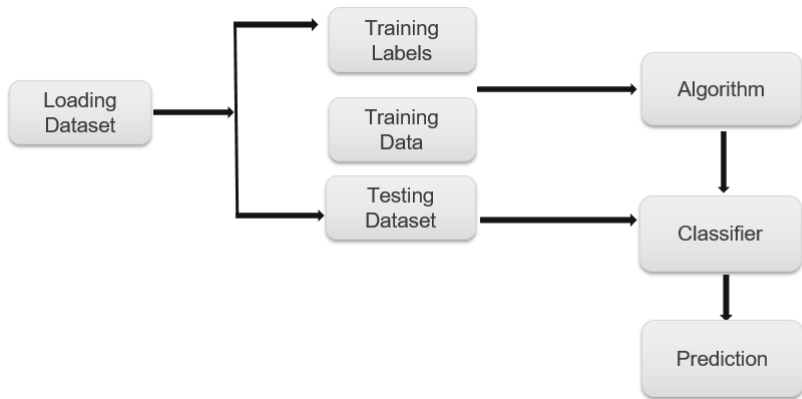 Loading
Dataset
Training
Labels
Training
Data
Testing
Dataset
Algorithm
Classifier
Prediction